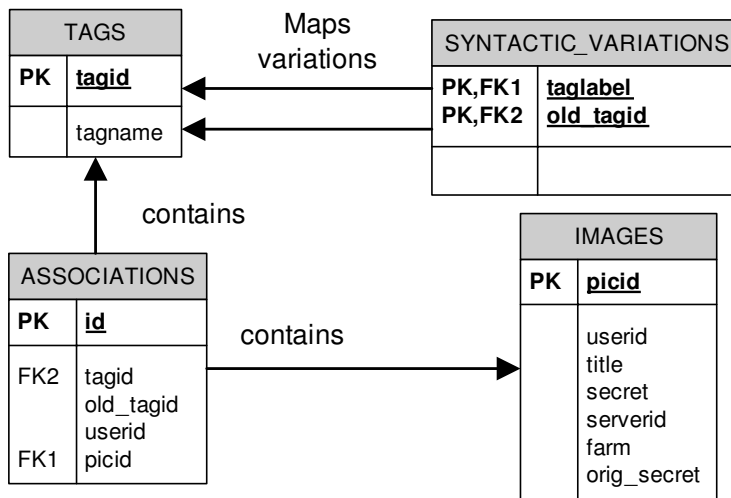 TAGS
PK tagid
tagname
Maps
variations
SYNTACTIC_VARIATIONS
PK,FK1 taglabel
PK,FK2 old_tagid
contains
ASSOCIATIONS
PK id
FK2 tagid
old_tagid
userid
FK1 picid
contains
IMAGES
PK picid
userid
title
secret
serverid
farm
orig_secret